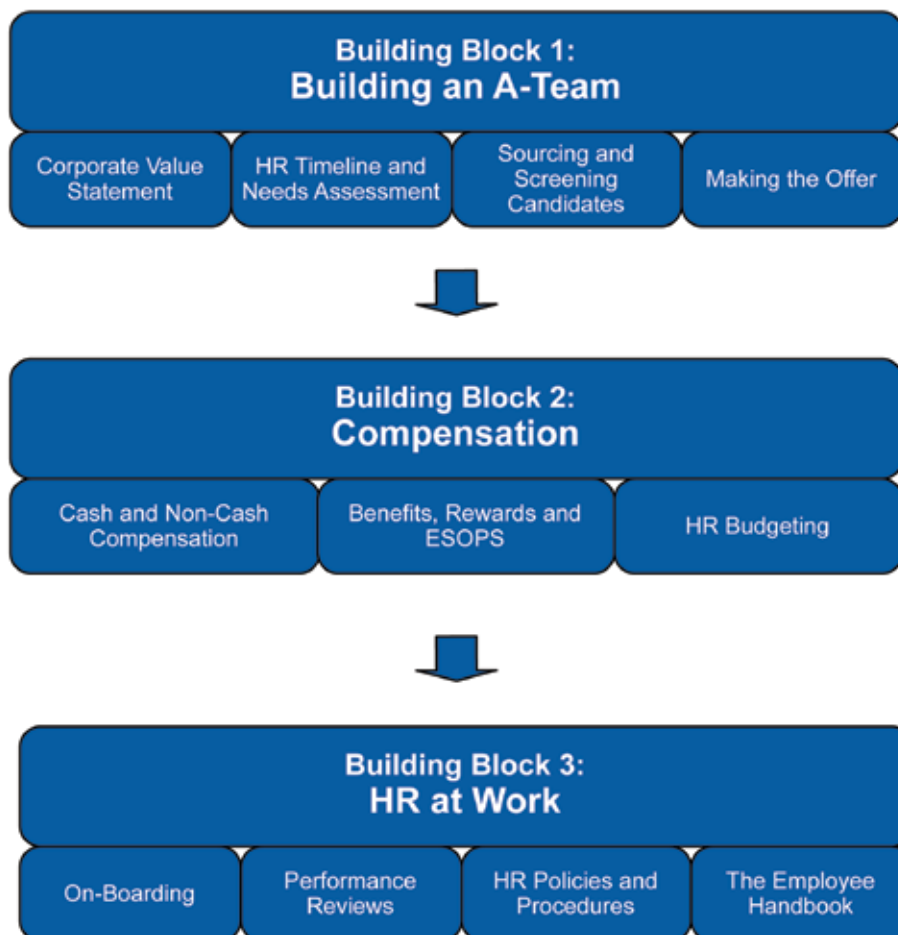 Building Block 1:
Building an A-Team
Corporate Value
Statement
HR Timeline and
Needs Assessment
Sourcing and
Screening
Candidates
Making the Offer
Building Block 2:
Compensation
Cash and Non-Cash
Compensation
Benefits, Rewards and
ESOPS
HR Budgeting
Building Block 3:
HR at Work
On-Boarding
Performance
Reviews
HR Policies and
Procedures
The Employee
Handbook